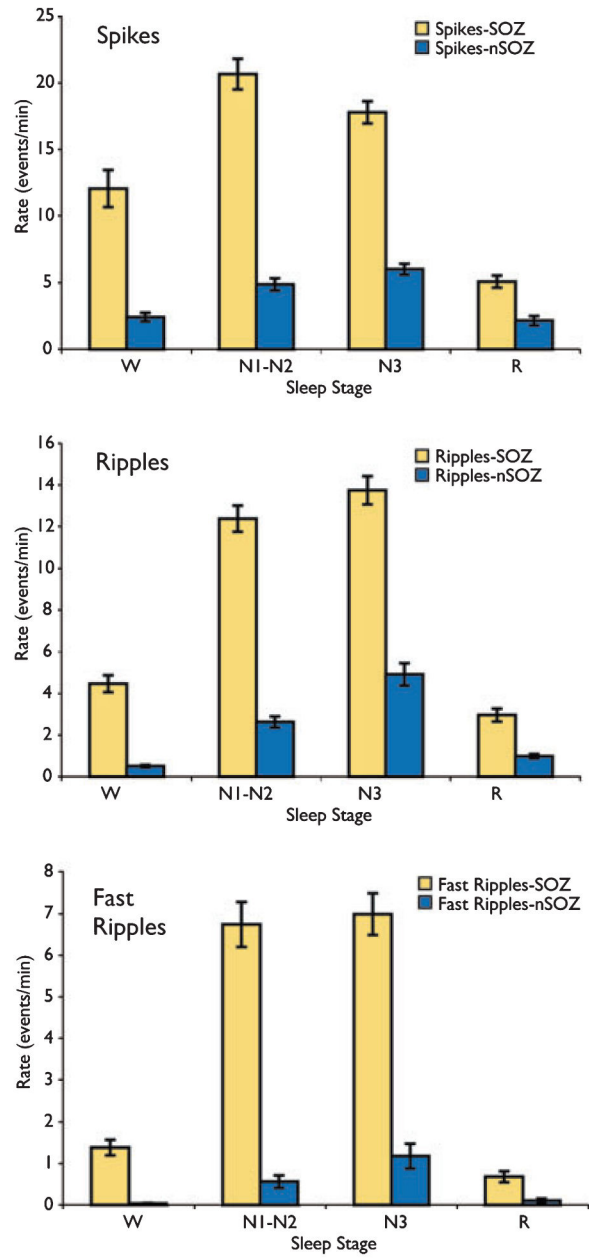 Spikes
Spikes-SOZ
Spikes-nSOZ
Rate (events/min)
25
20
15
10
5
0
W N1-N2 N3 R
Sleep Stage
Ripples
Ripples-SOZ
Ripples-nSOZ
Rate (events/min)
16
14
12
10
8
6
4
2
0
W N1-N2 N3 R
Sleep Stage
Fast
Ripples
Fast Ripples-SOZ
Fast Ripples-nSOZ
Rate (events/min)
8
7
6
5
4
3
2
1
0
W N1-N2 N3 R
Sleep Stage